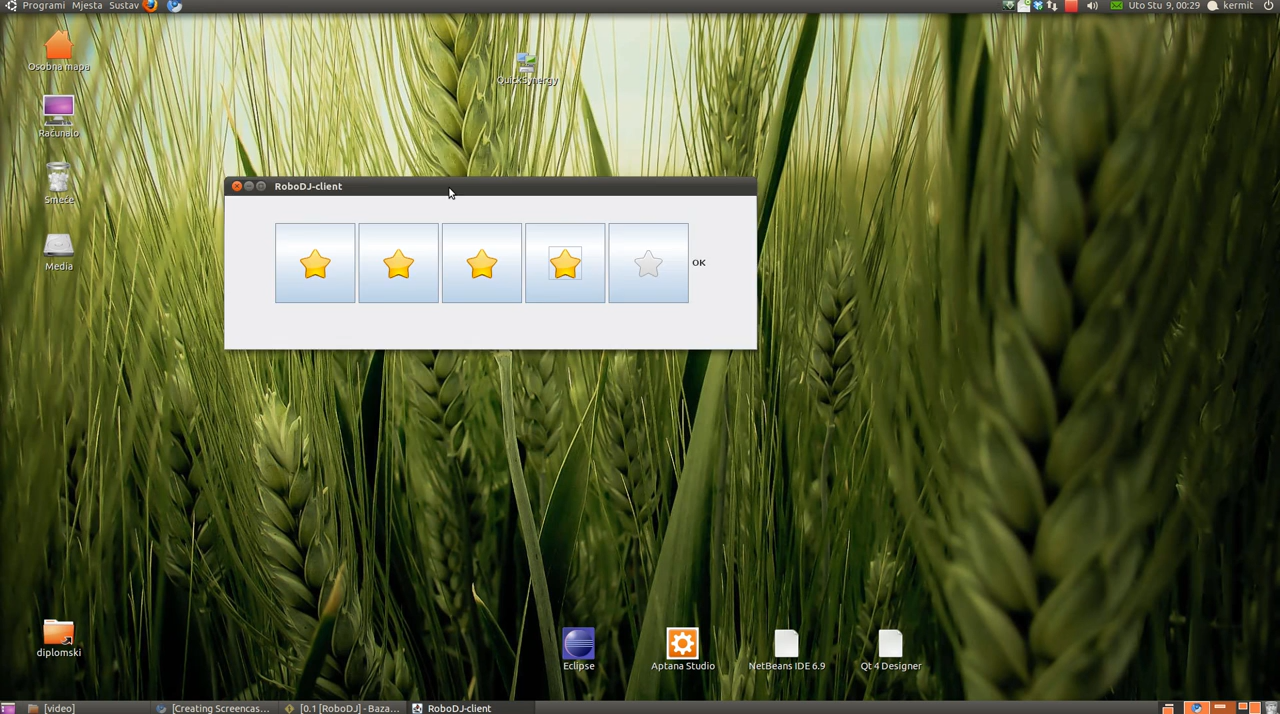 Programi Mjesta Sustav
Uto Stu 9, 00:29 kermit
Osobna mapa
QuickSynergy
Računalo
Smeće
Media
RoboDJ-client
OK
diplomski
Eclipse
Aptana Studio
NetBeans IDE 6.9
Qt 4 Designer
[video]
[Creating Screencas...
[0.1 [RoboDJ] - Baza...
RoboDJ-client